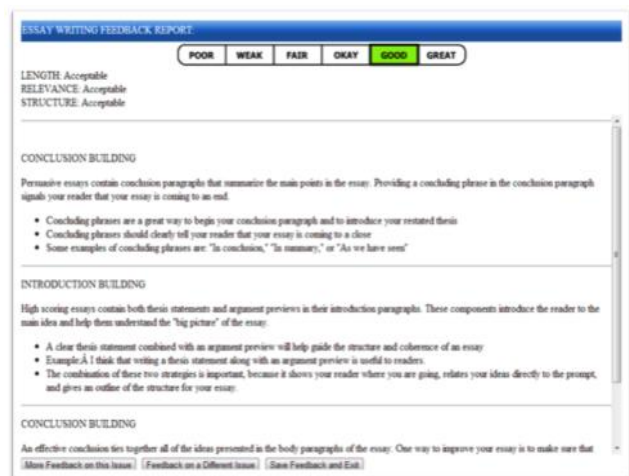 ESSAY WRITING FEEDBACK REPORT:
POOR WEAK FAIR OKAY GOOD GREAT
LENGTH: Acceptable
RELEVANCE: Acceptable
STRUCTURE: Acceptable
CONCLUSION BUILDING
Persuasive essays contain conclusion paragraphs that summarize the main points in the essay. Providing a concluding phrase in the conclusion paragraph
signals your reader that your essay is coming to an end.
• Concluding phrases are a great way to begin your conclusion paragraph and to introduce your restated thesis
• Concluding phrases should clearly tell your reader that your essay is coming to a close
• Some examples of concluding phrases are: "In conclusion," "In summary," or "As we have seen"
INTRODUCTION BUILDING
High scoring essays contain both thesis statements and argument previews in their introduction paragraphs. These components introduce the reader to the
main idea and help them understand the "big picture" of the essay.
• A clear thesis statement combined with an argument preview will help guide the structure and coherence of an essay
• Example:Â I think that writing a thesis statement along with an argument preview is useful to readers.
• The combination of these two strategies is important, because it shows your reader where you are going, relates your ideas directly to the prompt,
and gives an outline of the structure for your essay.
CONCLUSION BUILDING
An effective conclusion ties together all of the ideas presented in the body paragraphs of the essay. One way to improve your essay is to make sure that
More Feedback on this Issue Feedback on a Different Issue Save Feedback and Exit